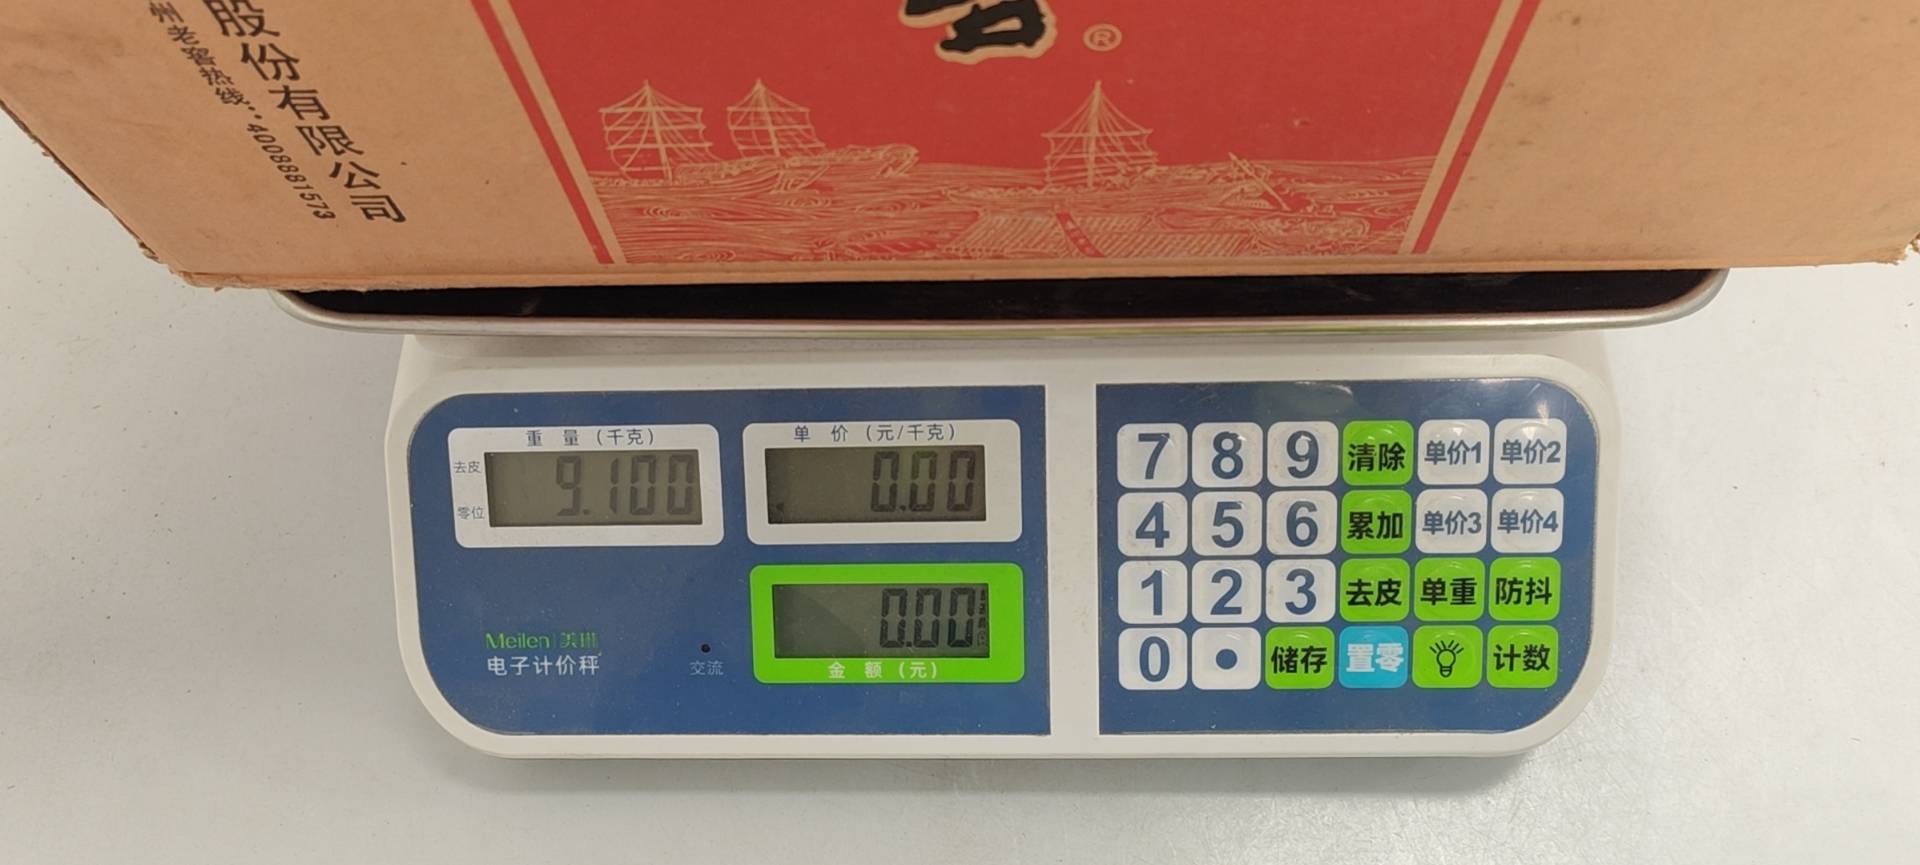 股份有限公司
州老窖热线：4008881573
®
重 量（千克）
去皮
零位
9.100
单 价（元/千克）
0.00
0.00
金 额（元）
Meilen 美琳
电子计价秤
交流
7 8 9 清除 单价1 单价2
4 5 6 累加 单价3 单价4
1 2 3 去皮 单重 防抖
0 • 储存 置零 计数